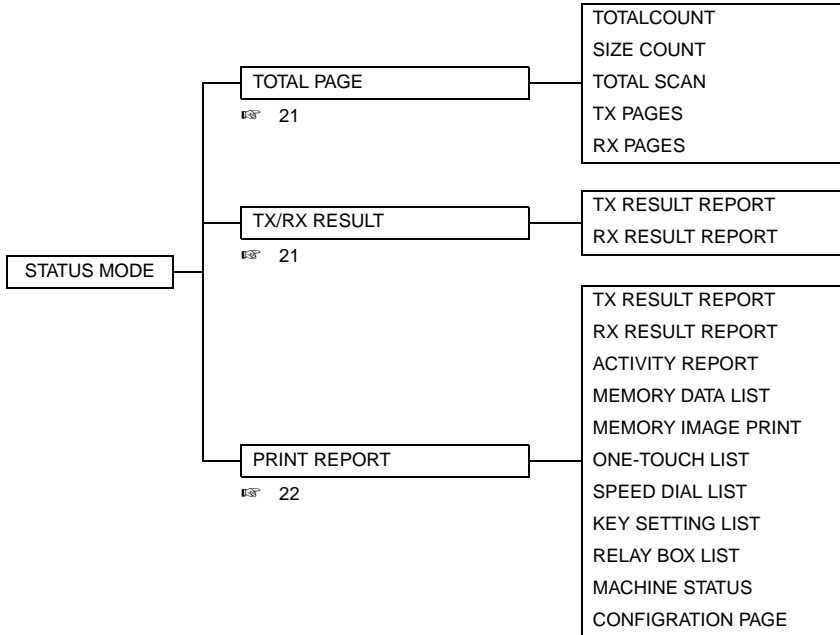 STATUS MODE
TOTAL PAGE
☞ 21
TOTALCOUNT
SIZE COUNT
TOTAL SCAN
TX PAGES
RX PAGES
TX/RX RESULT
☞ 21
TX RESULT REPORT
RX RESULT REPORT
PRINT REPORT
☞ 22
TX RESULT REPORT
RX RESULT REPORT
ACTIVITY REPORT
MEMORY DATA LIST
MEMORY IMAGE PRINT
ONE-TOUCH LIST
SPEED DIAL LIST
KEY SETTING LIST
RELAY BOX LIST
MACHINE STATUS
CONFIGRATION PAGE